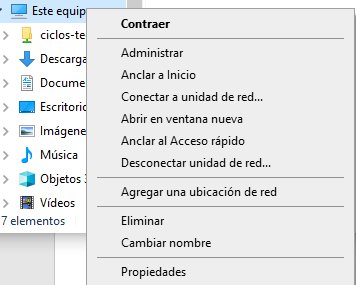 Este equip
Contraer
ciclos-te
Administrar
Descarga
Anclar a Inicio
Docume
Conectar a unidad de red...
Escritorio
Abrir en ventana nueva
Imágene
Anclar al Acceso rápido
Música
Desconectar unidad de red...
Objetos 3
Agregar una ubicación de red
Vídeos
7 elementos
Eliminar
Cambiar nombre
Propiedades